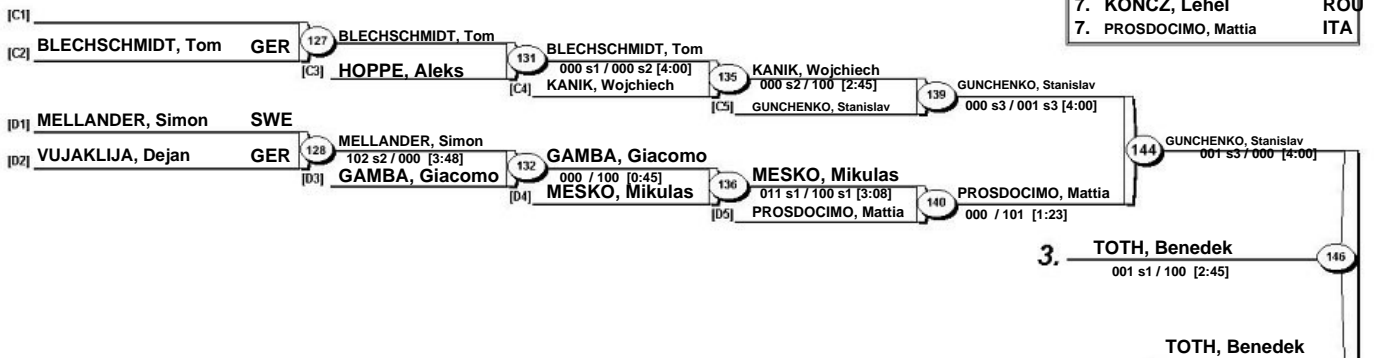 7. KONCZ, Lehel ROU
7. PROSDOCIMO, Mattia ITA
[C1]
[C2] BLECHSCHMIDT, Tom GER
127
BLECHSCHMIDT, Tom
[C3] HOPPE, Aleks
131
BLECHSCHMIDT, Tom
000 s1 / 000 s2 [4:00]
[C4] KANIK, Wojchiech
135
KANIK, Wojchiech
000 s2 / 100 [2:45]
[C5] GUNCHENKO, Stanislav
139
GUNCHENKO, Stanislav
000 s3 / 001 s3 [4:00]
[D1] MELLANDER, Simon SWE
[D2] VUJAKLIJA, Dejan GER
128
MELLANDER, Simon
102 s2 / 000 [3:48]
[D3] GAMBA, Giacomo
132
GAMBA, Giacomo
000 / 100 [0:45]
[D4] MESKO, Mikulas
136
MESKO, Mikulas
011 s1 / 100 s1 [3:08]
[D5] PROSDOCIMO, Mattia
140
PROSDOCIMO, Mattia
000 / 101 [1:23]
144
GUNCHENKO, Stanislav
001 s3 / 000 [4:00]
3. TOTH, Benedek
001 s1 / 100 [2:45]
146
TOTH, Benedek